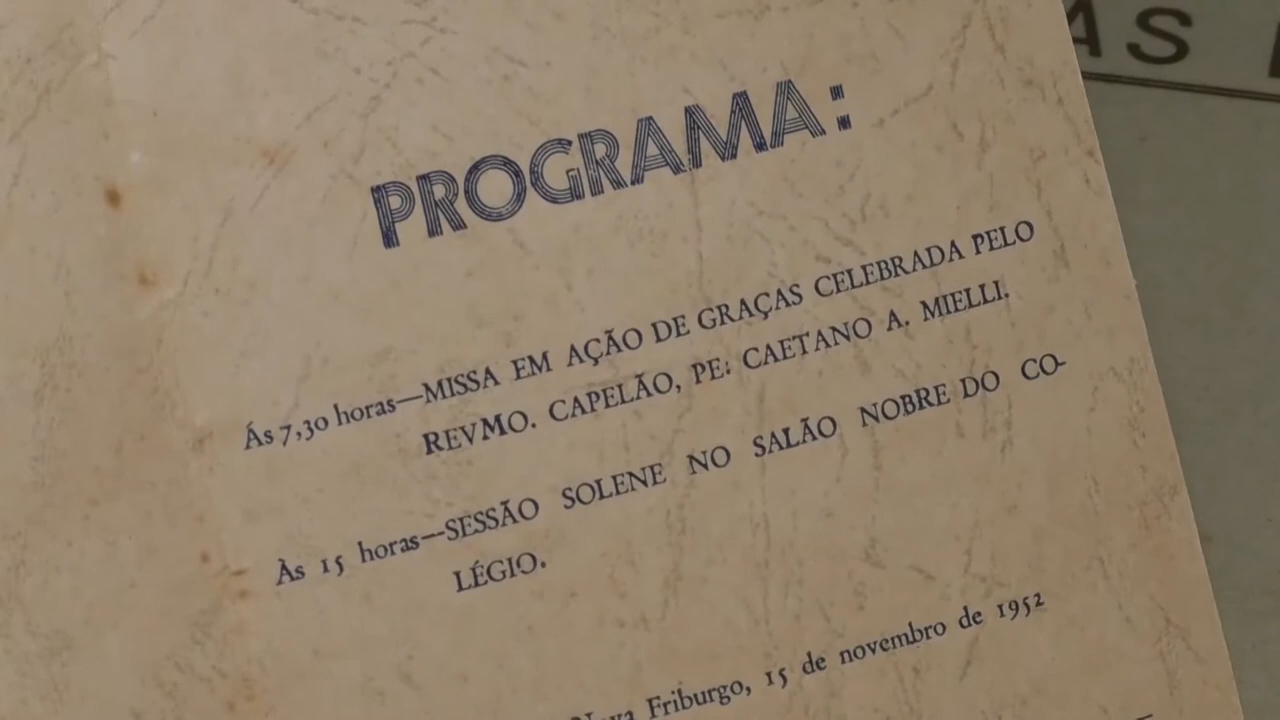 AS
PROGRAMA:
Ás 7,30 horas—MISSA EM AÇÃO DE GRAÇAS CELEBRADA PELO
REVMO. CAPELÃO, PE: CAETANO A. MIELLI.
Às 15 horas—SESSÃO SOLENE NO SALÃO NOBRE DO CO-
LÉGIO.
Nova Friburgo, 15 de novembro de 1952